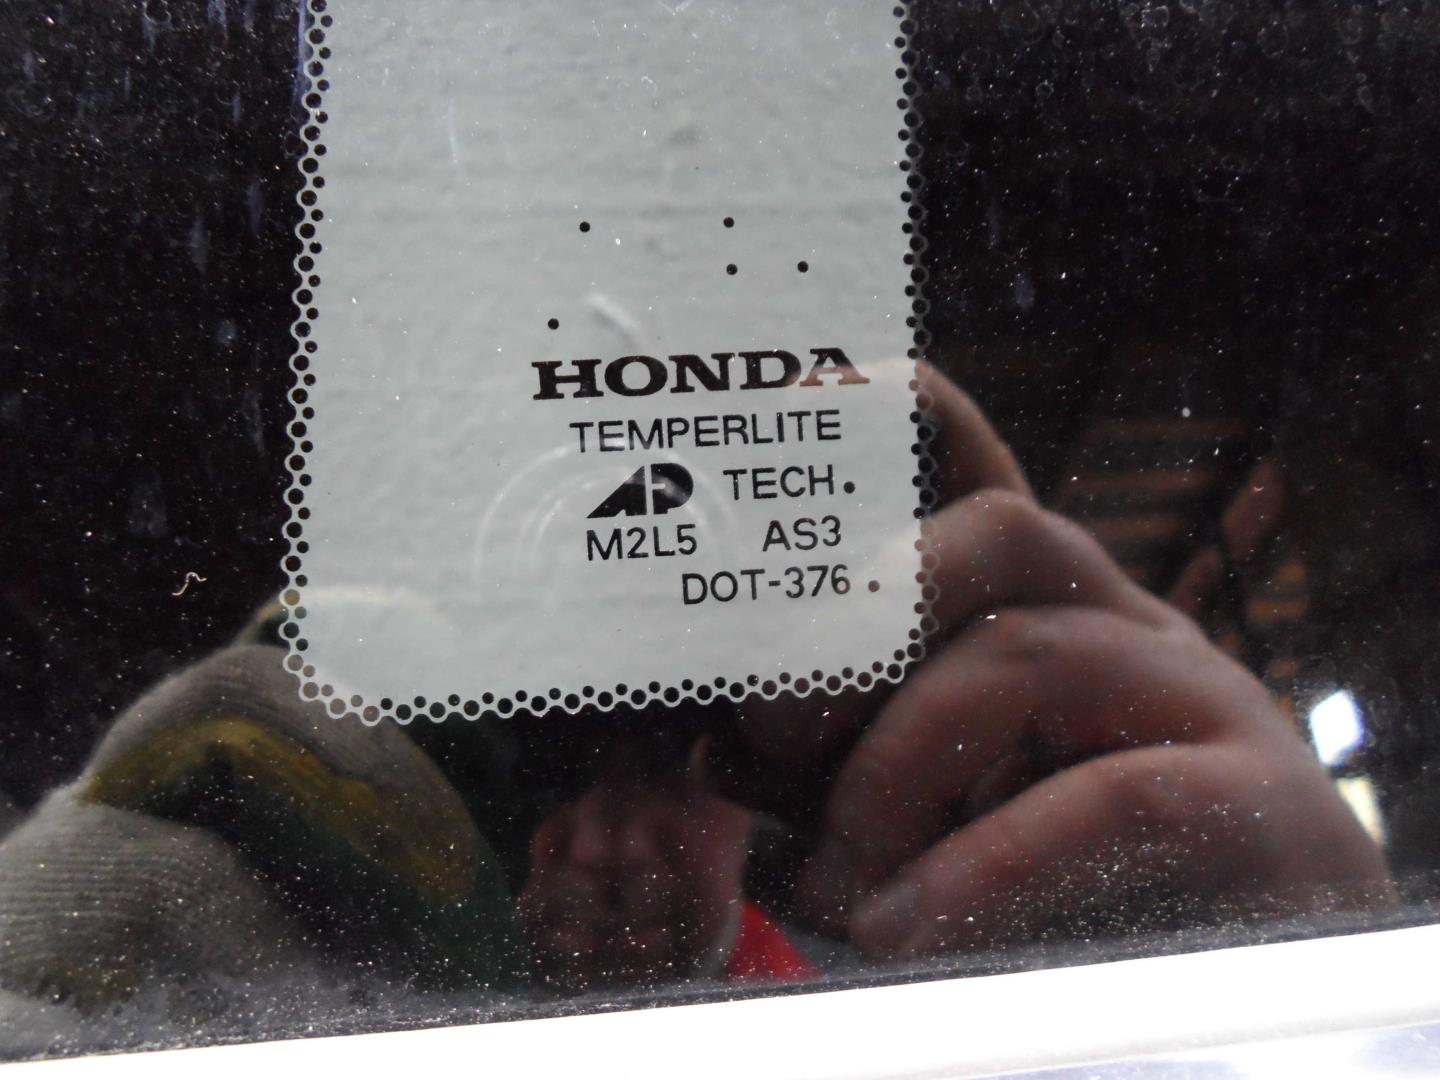 HONDA
TEMPERLITE
AP TECH.
M2L5 AS3
DOT-376